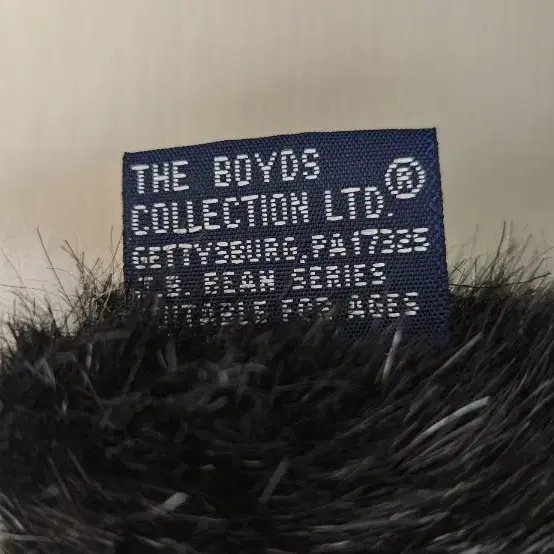 THE BOYDS
COLLECTION LTD.®
GETTYSBURG, PA 17325
J.B. BEAN SERIES
SUITABLE FOR AGES